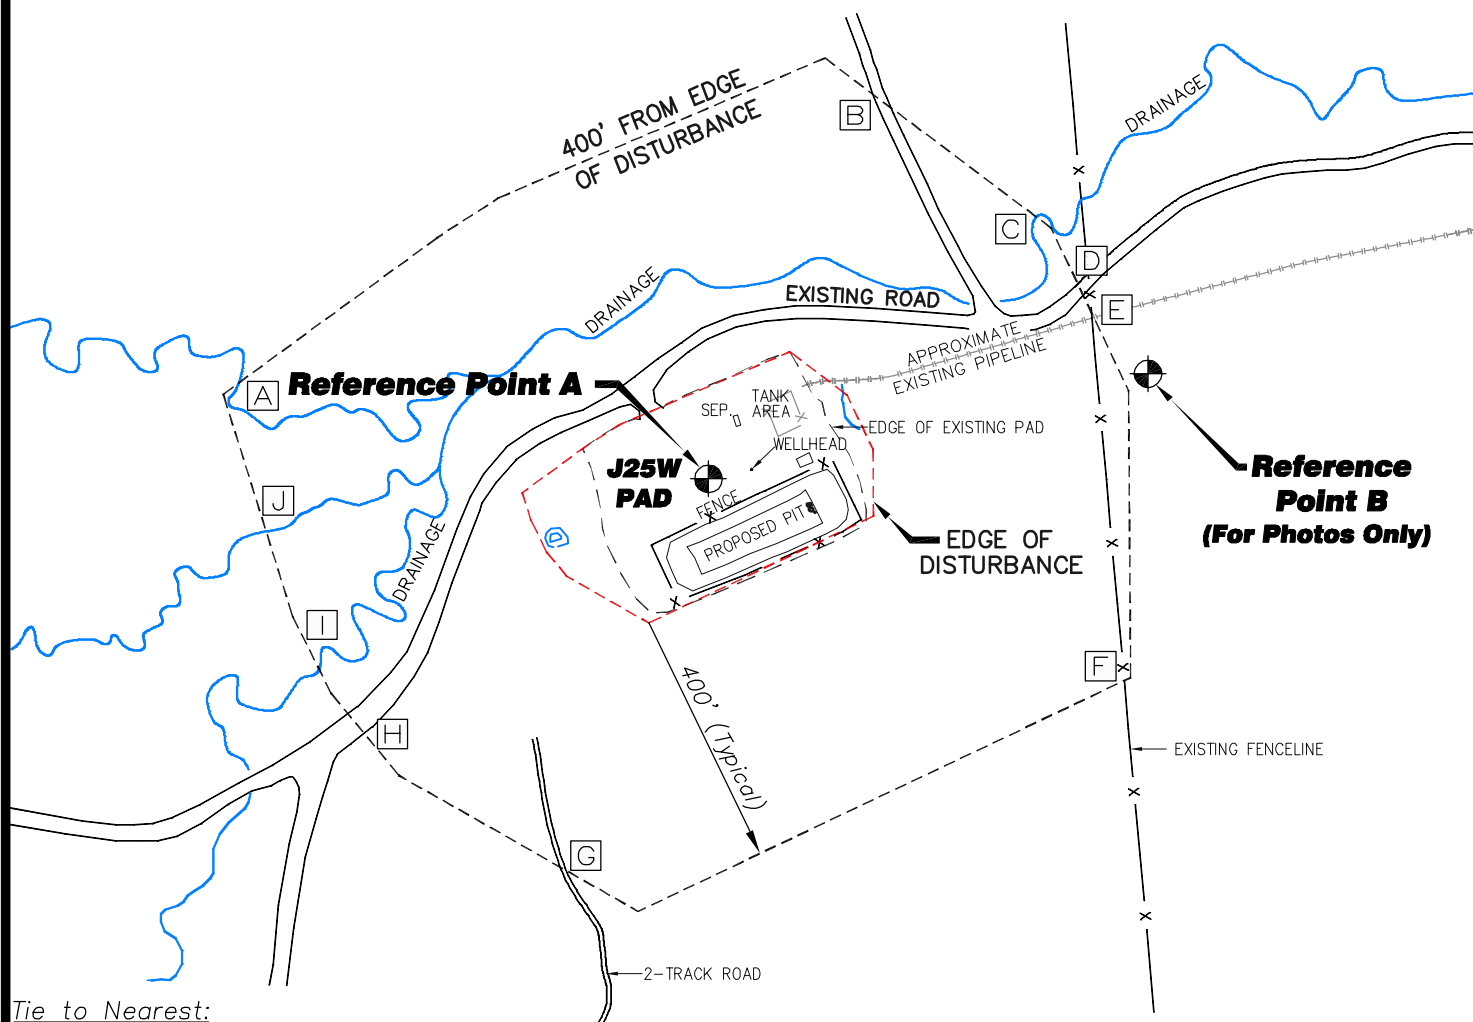 400' FROM EDGE
OF DISTURBANCE
B
DRAINAGE
C
D
E
DRAINAGE
EXISTING ROAD
APPROXIMATE
EXISTING PIPELINE
A
Reference Point A
SEP.
TANK
AREA
EDGE OF EXISTING PAD
WELLHEAD
J25W
PAD
FENCE
PROPOSED PIT
Reference
Point B
(For Photos Only)
EDGE OF
DISTURBANCE
J
D
DRAINAGE
I
F
400' (Typical)
H
EXISTING FENCELINE
G
2-TRACK ROAD
Tie to Nearest: